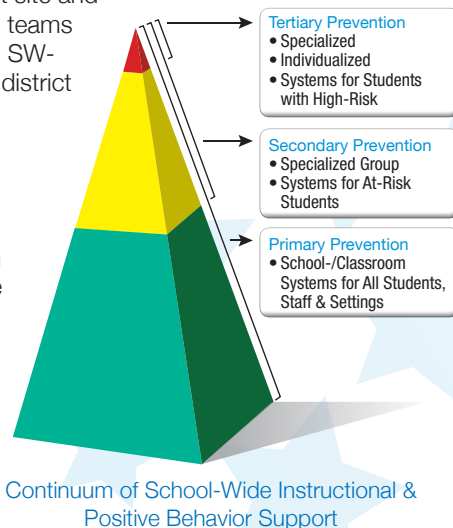 t site and
teams
SW-
district
e
Tertiary Prevention
• Specialized
• Individualized
• Systems for Students
with High-Risk
Secondary Prevention
• Specialized Group
• Systems for At-Risk
Students
Primary Prevention
• School-/Classroom
Systems for All Students,
Staff & Settings
Continuum of School-Wide Instructional &
Positive Behavior Support